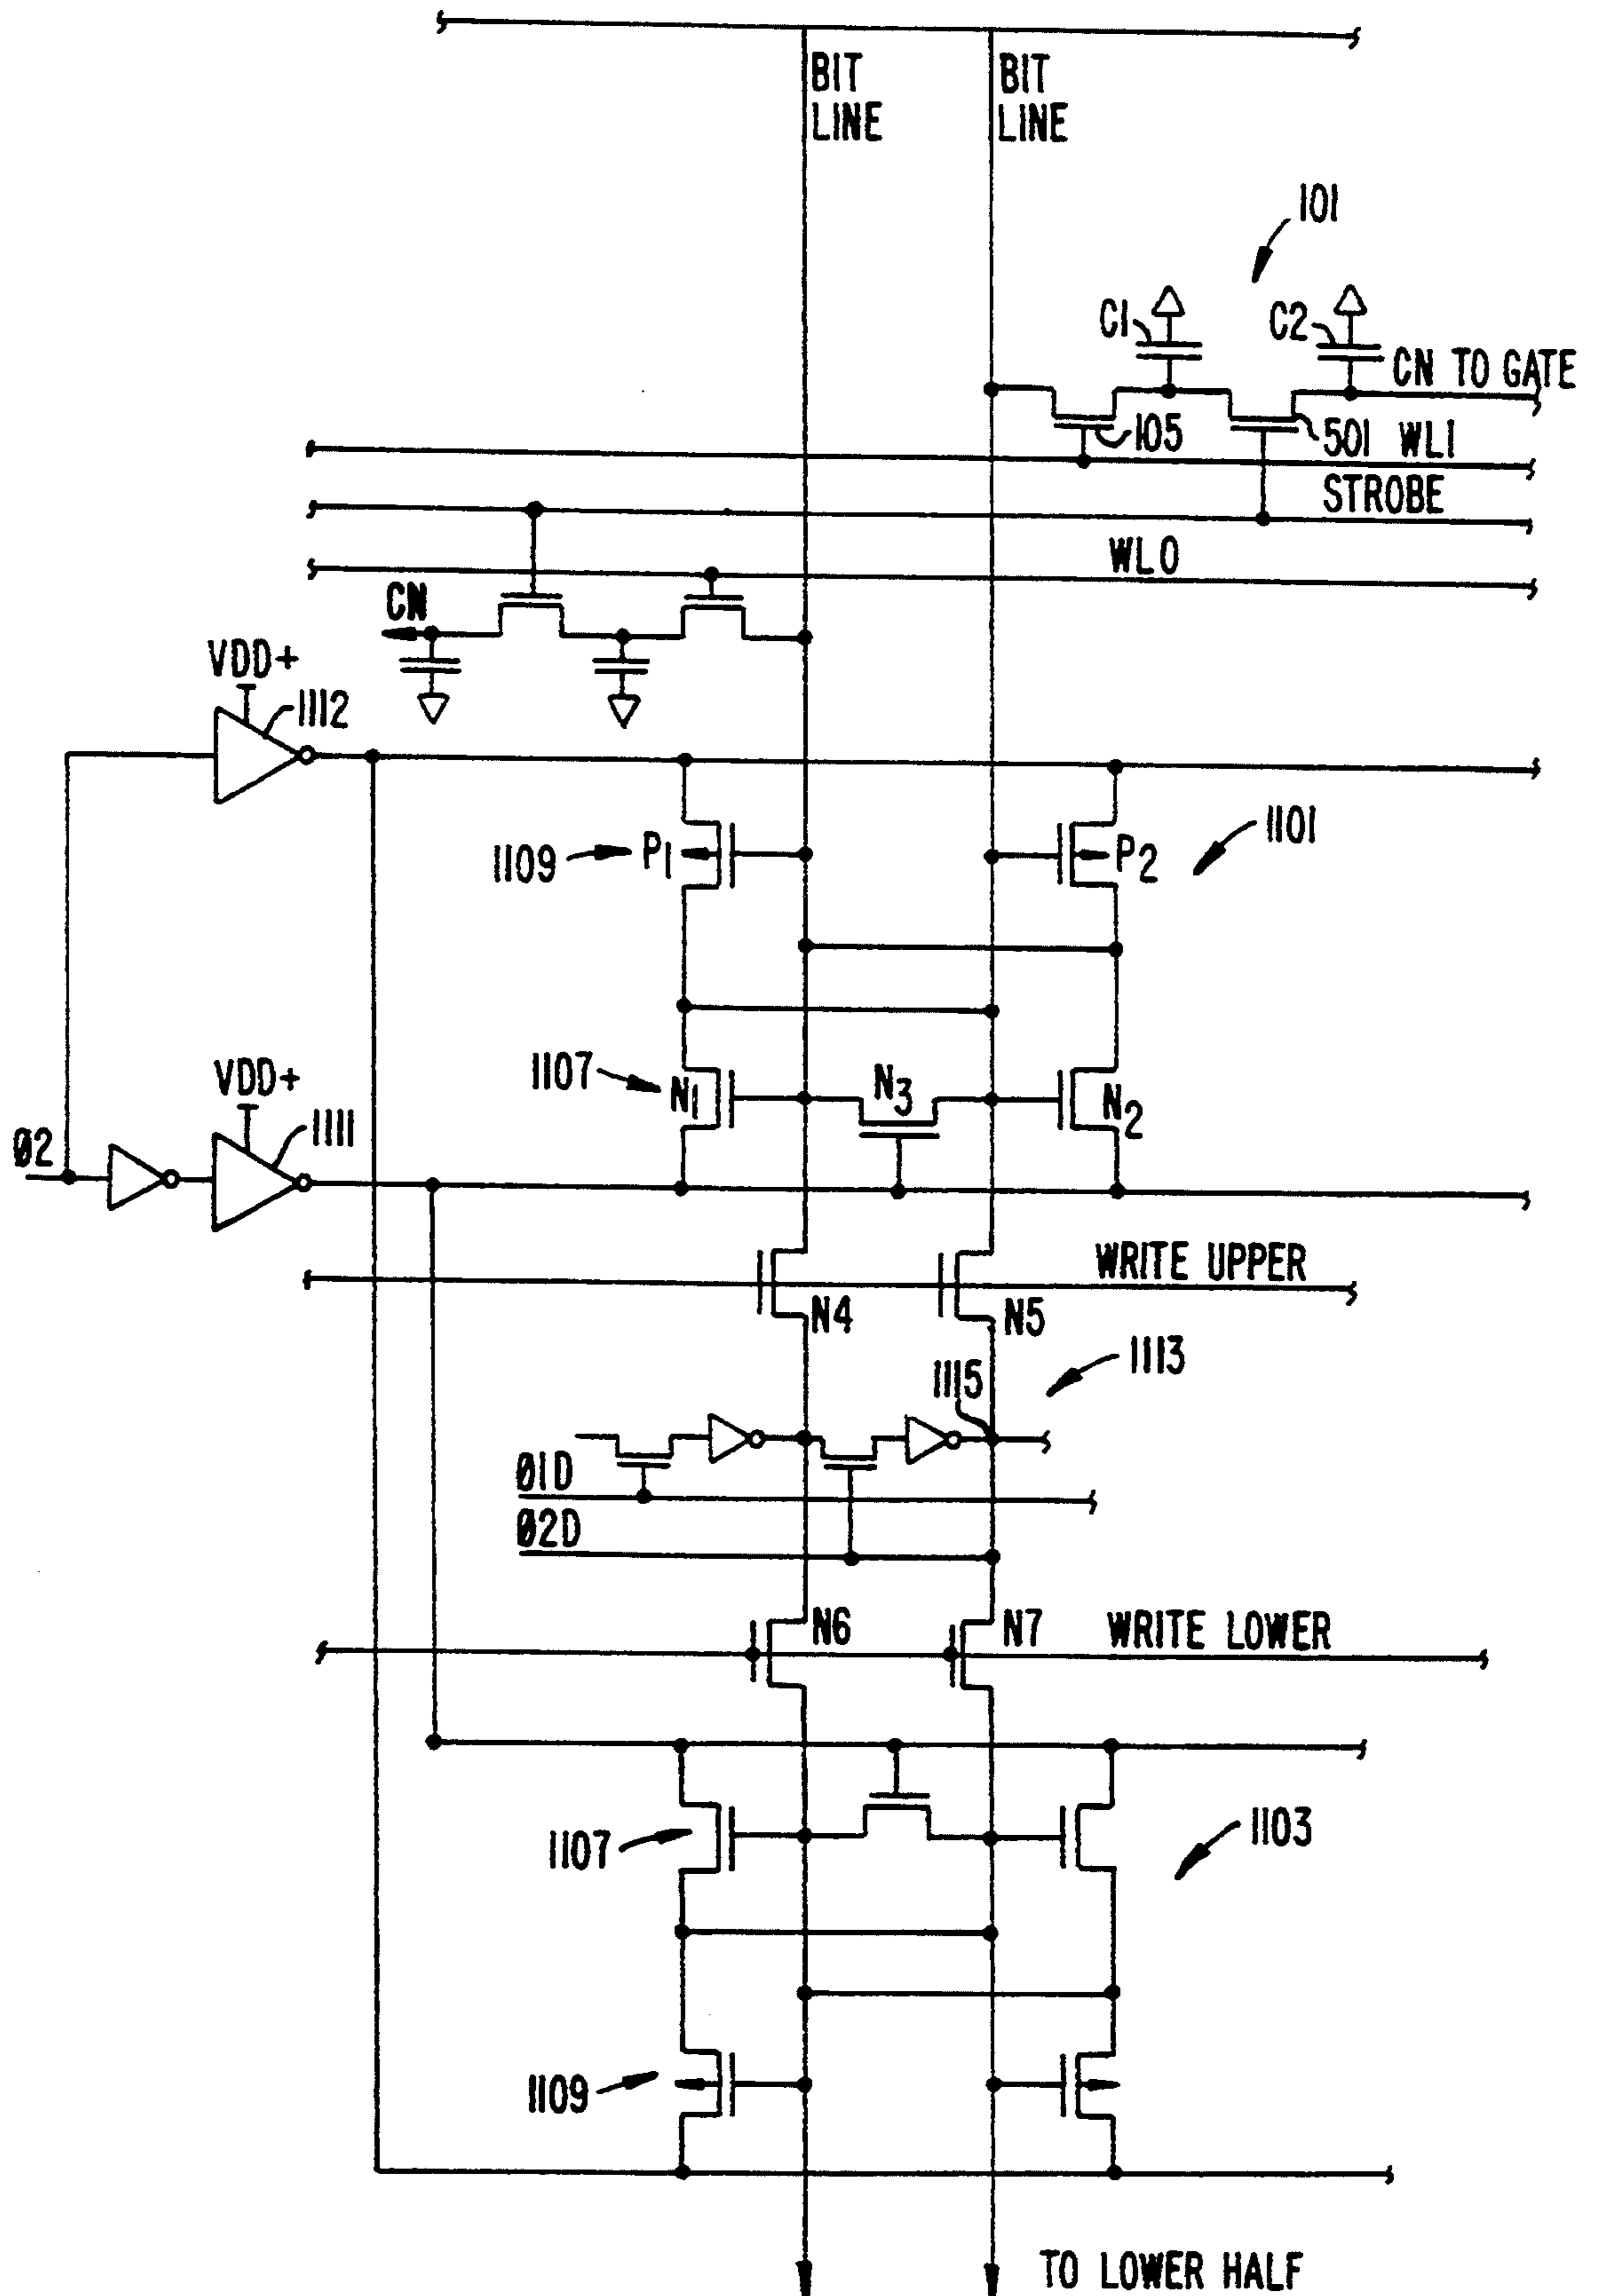 BIT
LINE
BIT
LINE
101
C1
C2
CN TO GATE
105
501 WL1
STROBE
WL0
CN
VDD+
1112
1109
P1
P2
1101
1107
N1
N3
N2
VDD+
1111
Ø2
WRITE UPPER
N4
N5
1113
1115
Ø1D
Ø2D
N6
N7
WRITE LOWER
1107
1103
1109
TO LOWER HALF